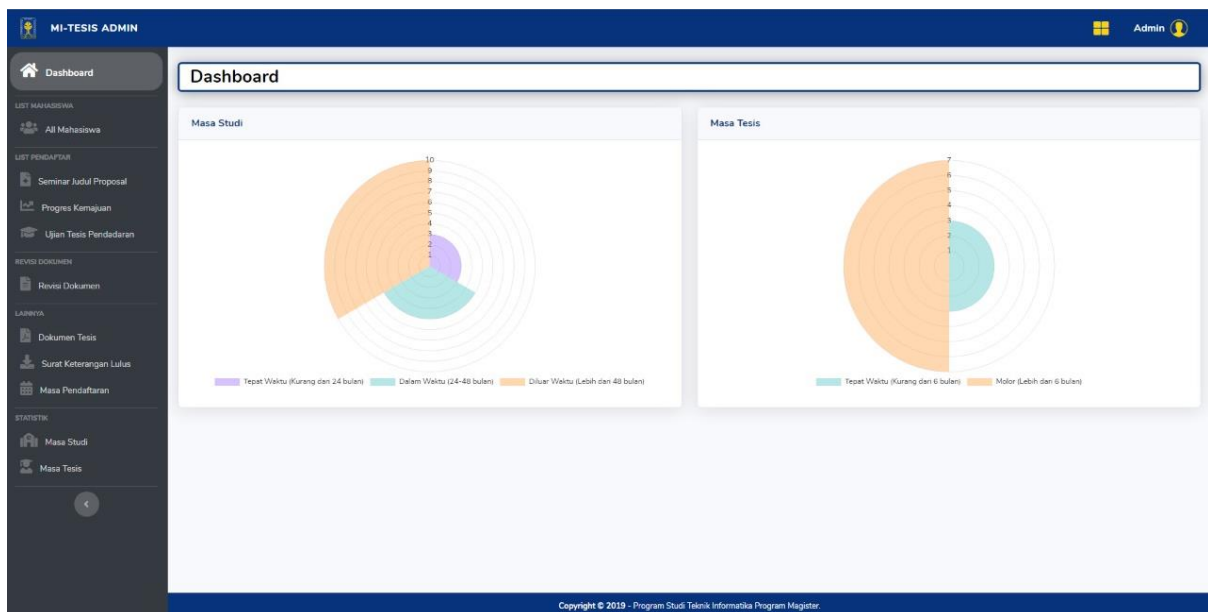 MI-TESIS ADMIN
Admin
Dashboard
LIST MAHASISWA
All Mahasiswa
LIST PENDAFTAR
Seminar Judul Proposal
Progres Kemajuan
Ujian Tesis Pendadaran
REVISI DOKUMEN
Revisi Dokumen
LAINNYA
Dokumen Tesis
Surat Keterangan Lulus
Masa Pendaftaran
STATISTIK
Masa Studi
Masa Tesis
Dashboard
Masa Studi
10
9
8
7
6
5
4
3
2
1
Tepat Waktu (Kurang dari 24 bulan) Dalam Waktu (24-48 bulan) Diluar Waktu (Lebih dari 48 bulan)
Masa Tesis
7
6
5
4
3
2
1
Tepat Waktu (Kurang dari 6 bulan) Molor (Lebih dari 6 bulan)
Copyright © 2019 - Program Studi Teknik Informatika Program Magister.